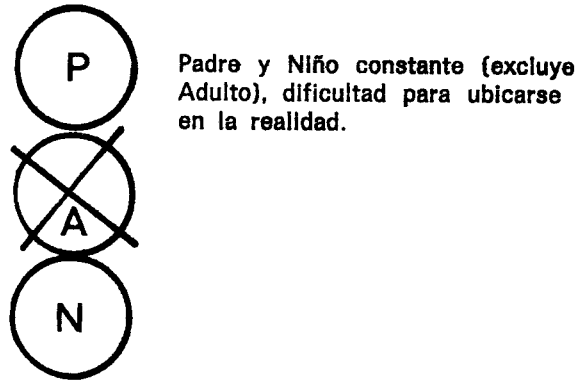 P
Padre y Niño constante (excluye
Adulto), dificultad para ubicarse
en la realidad.
A
N